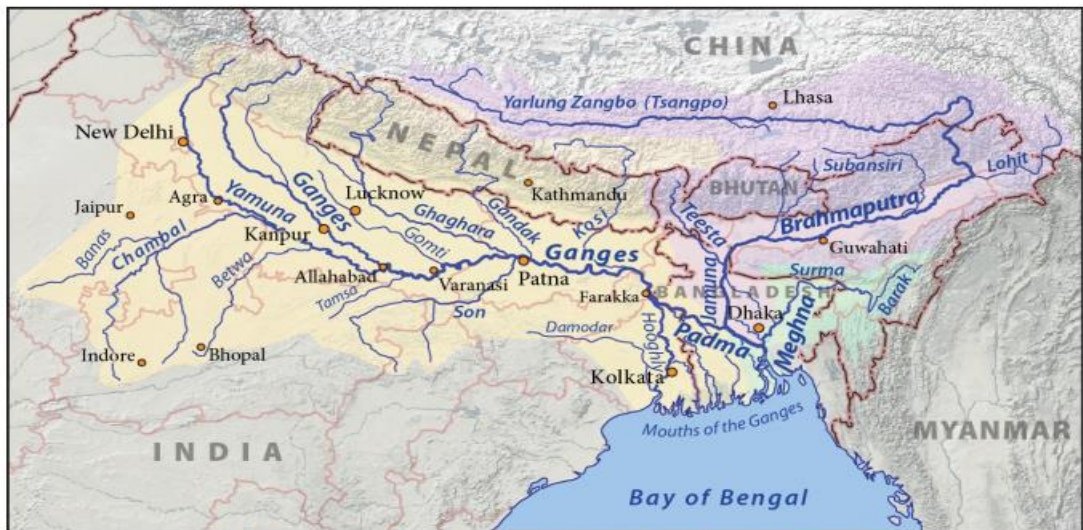 CHINA
Yarlung Zangbo (Tsangpo)
Lhasa
New Delhi
NEPAL
Subansiri
Lohit
BHUTAN
Kathmandu
Ganges
Lucknow
Jaipur
Agra
Yamuna
Ghaghara
Gandak
Kosi
Teesta
Brahmaputra
Kanpur
Gomti
Ganges
Guwahati
Banas
Chambal
Betwa
Allahabad
Varanasi
Patna
Surma
Tamsa
Son
Farakka
BANGLADESH
Jamuna
Barak
Dhaka
Meghna
Damodar
Hooghly
Padma
Indore
Bhopal
Kolkata
Mouths of the Ganges
INDIA
MYANMAR
Bay of Bengal